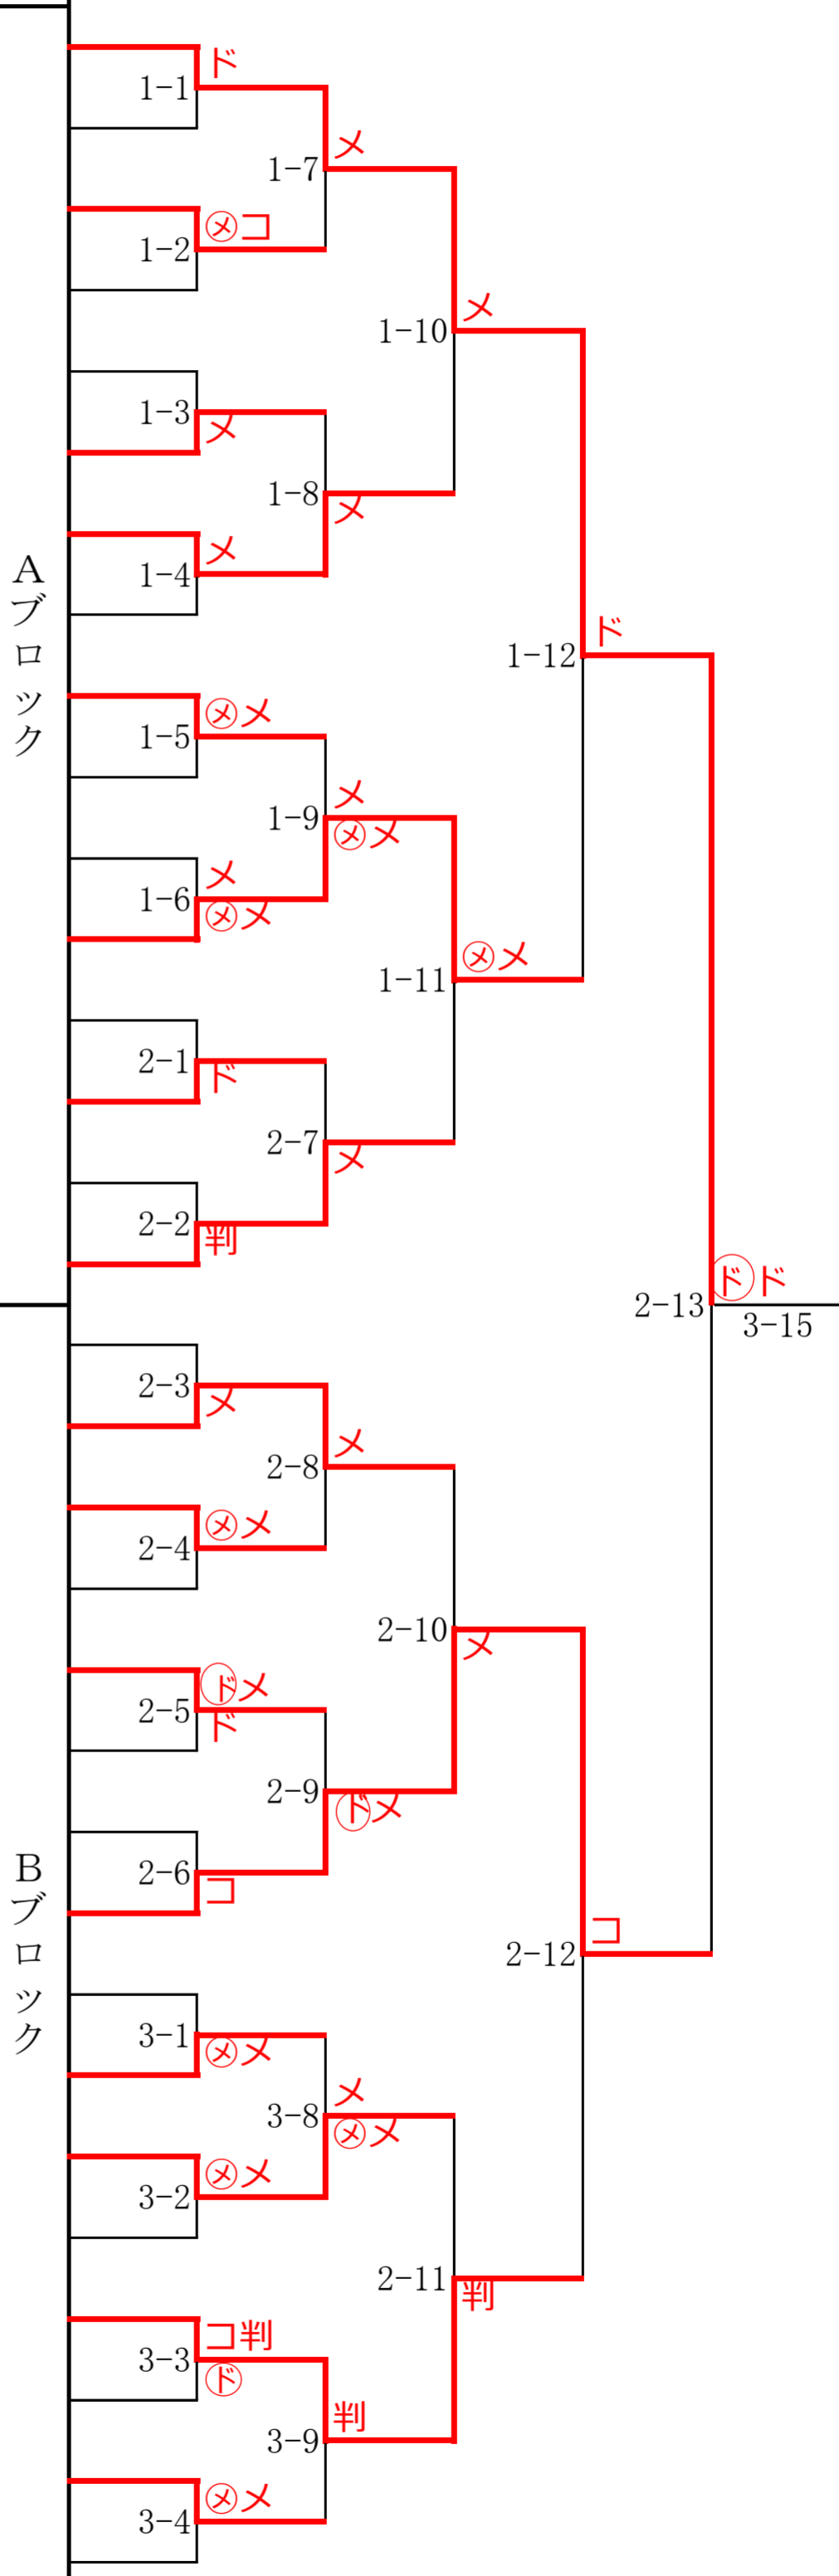 ド
1-1
メ
1-7
㋱コ
1-2
メ
1-10
1-3
メ
1-8
メ
メ
1-4
Aブロック
ド
1-12
㋱メ
1-5
メ
1-9
㋱メ
メ
1-6
㋱メ
㋱メ
1-11
2-1
ド
2-7
メ
2-2
判
㋣゙ド
2-13
3-15
2-3
メ
メ
2-8
㋱メ
2-4
2-10
メ
㋣゙メ
2-5
ド
2-9
㋣゙メ
Bブロック
2-6
コ
コ
2-12
3-1
㋱メ
メ
3-8
㋱メ
㋱メ
3-2
2-11
判
コ判
3-3
㋣゙
判
3-9
㋱メ
3-4